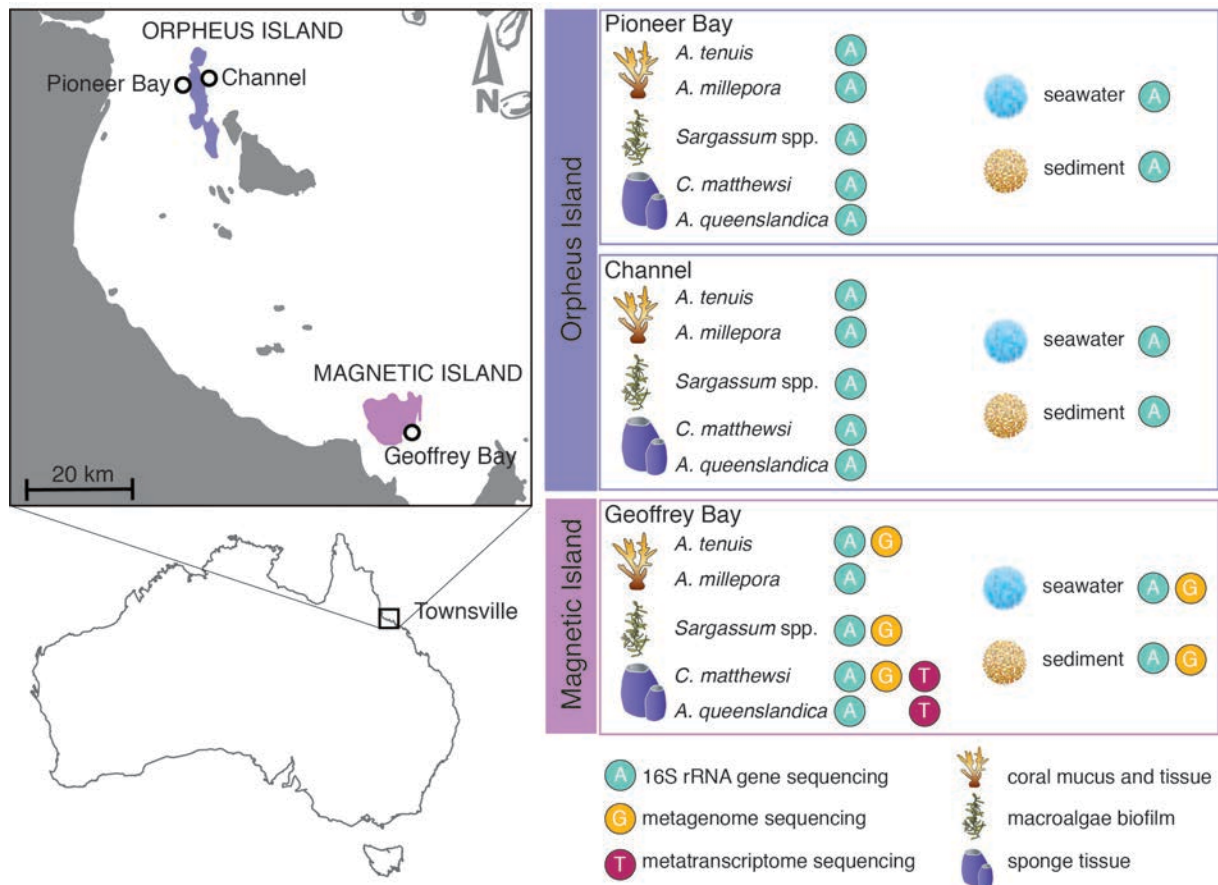 ORPHEUS ISLAND
Pioneer Bay
Channel
N
MAGNETIC ISLAND
Geoffrey Bay
20 km
Townsville
Orpheus Island
Pioneer Bay
A. tenuis A
A. millepora A
Sargassum spp. A
C. matthewsi A
A. queenslandica A
seawater A
sediment A
Channel
A. tenuis A
A. millepora A
Sargassum spp. A
C. matthewsi A
A. queenslandica A
seawater A
sediment A
Magnetic Island
Geoffrey Bay
A. tenuis A G
A. millepora A
Sargassum spp. A G
C. matthewsi A G T
A. queenslandica A T
seawater A G
sediment A G
A 16S rRNA gene sequencing
G metagenome sequencing
T metatranscriptome sequencing
coral mucus and tissue
macroalgae biofilm
sponge tissue